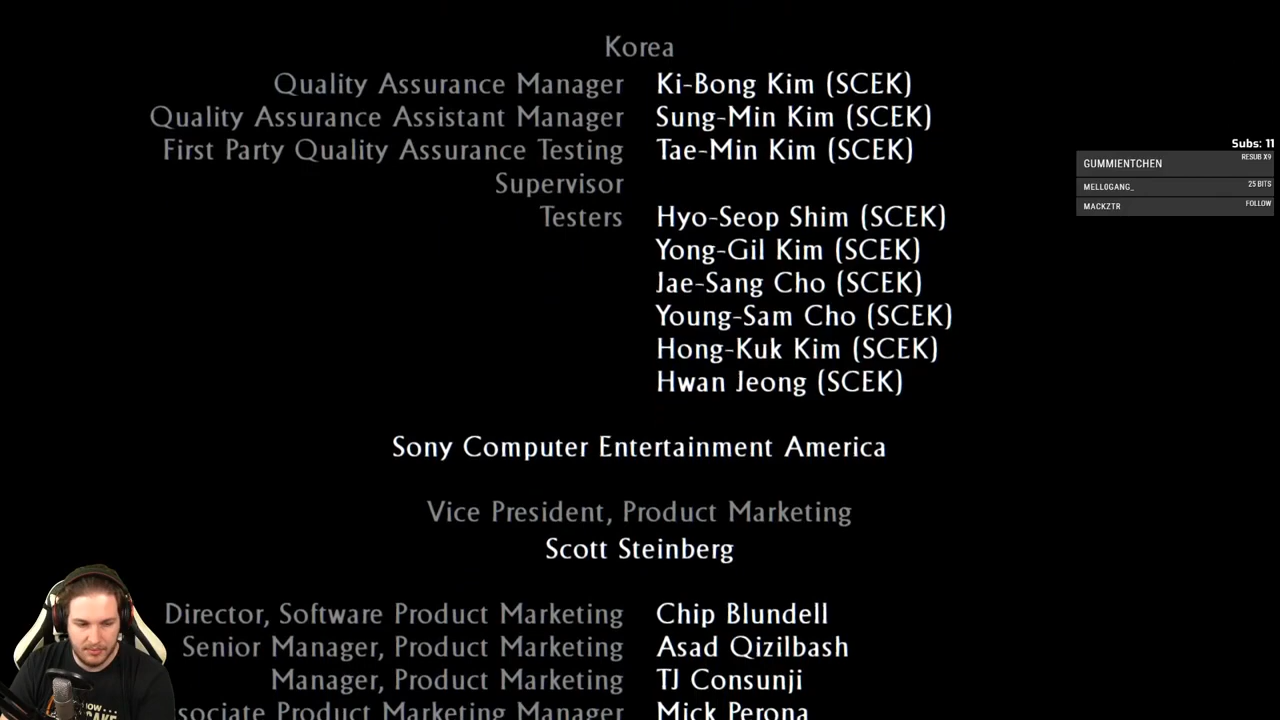 Korea
Quality Assurance Manager Ki-Bong Kim (SCEK)
Quality Assurance Assistant Manager Sung-Min Kim (SCEK)
First Party Quality Assurance Testing Tae-Min Kim (SCEK)
Supervisor
Testers Hyo-Seop Shim (SCEK)
Yong-Gil Kim (SCEK)
Jae-Sang Cho (SCEK)
Young-Sam Cho (SCEK)
Hong-Kuk Kim (SCEK)
Hwan Jeong (SCEK)
Sony Computer Entertainment America
Vice President, Product Marketing
Scott Steinberg
Director, Software Product Marketing Chip Blundell
Senior Manager, Product Marketing Asad Qizilbash
Manager, Product Marketing TJ Consunji
Product Marketing Manager Mick Perona
Subs: 11
GUMMIENTCHEN RESUB X9
MELL0GANG_ 25 BITS
MACKZTR FOLLOW